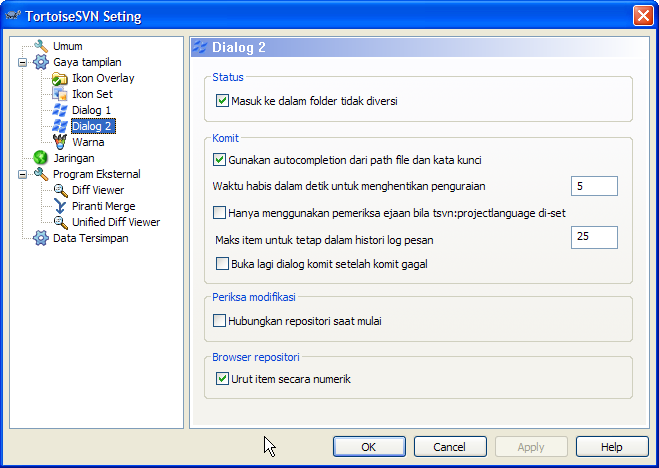 TortoiseSVN Seting
Umum
Gaya tampilan
Ikon Overlay
Ikon Set
Dialog 1
Dialog 2
Warna
Jaringan
Program Eksternal
Diff Viewer
Piranti Merge
Unified Diff Viewer
Data Tersimpan
Dialog 2
Status
Masuk ke dalam folder tidak diversi
Komit
Gunakan autocompletion dari path file dan kata kunci
Waktu habis dalam detik untuk menghentikan penguraian 5
Hanya menggunakan pemeriksa ejaan bila tsvn:projectlanguage di-set
Maks item untuk tetap dalam histori log pesan 25
Buka lagi dialog komit setelah komit gagal
Periksa modifikasi
Hubungkan repositori saat mulai
Browser repositori
Urut item secara numerik
OK Cancel Apply Help